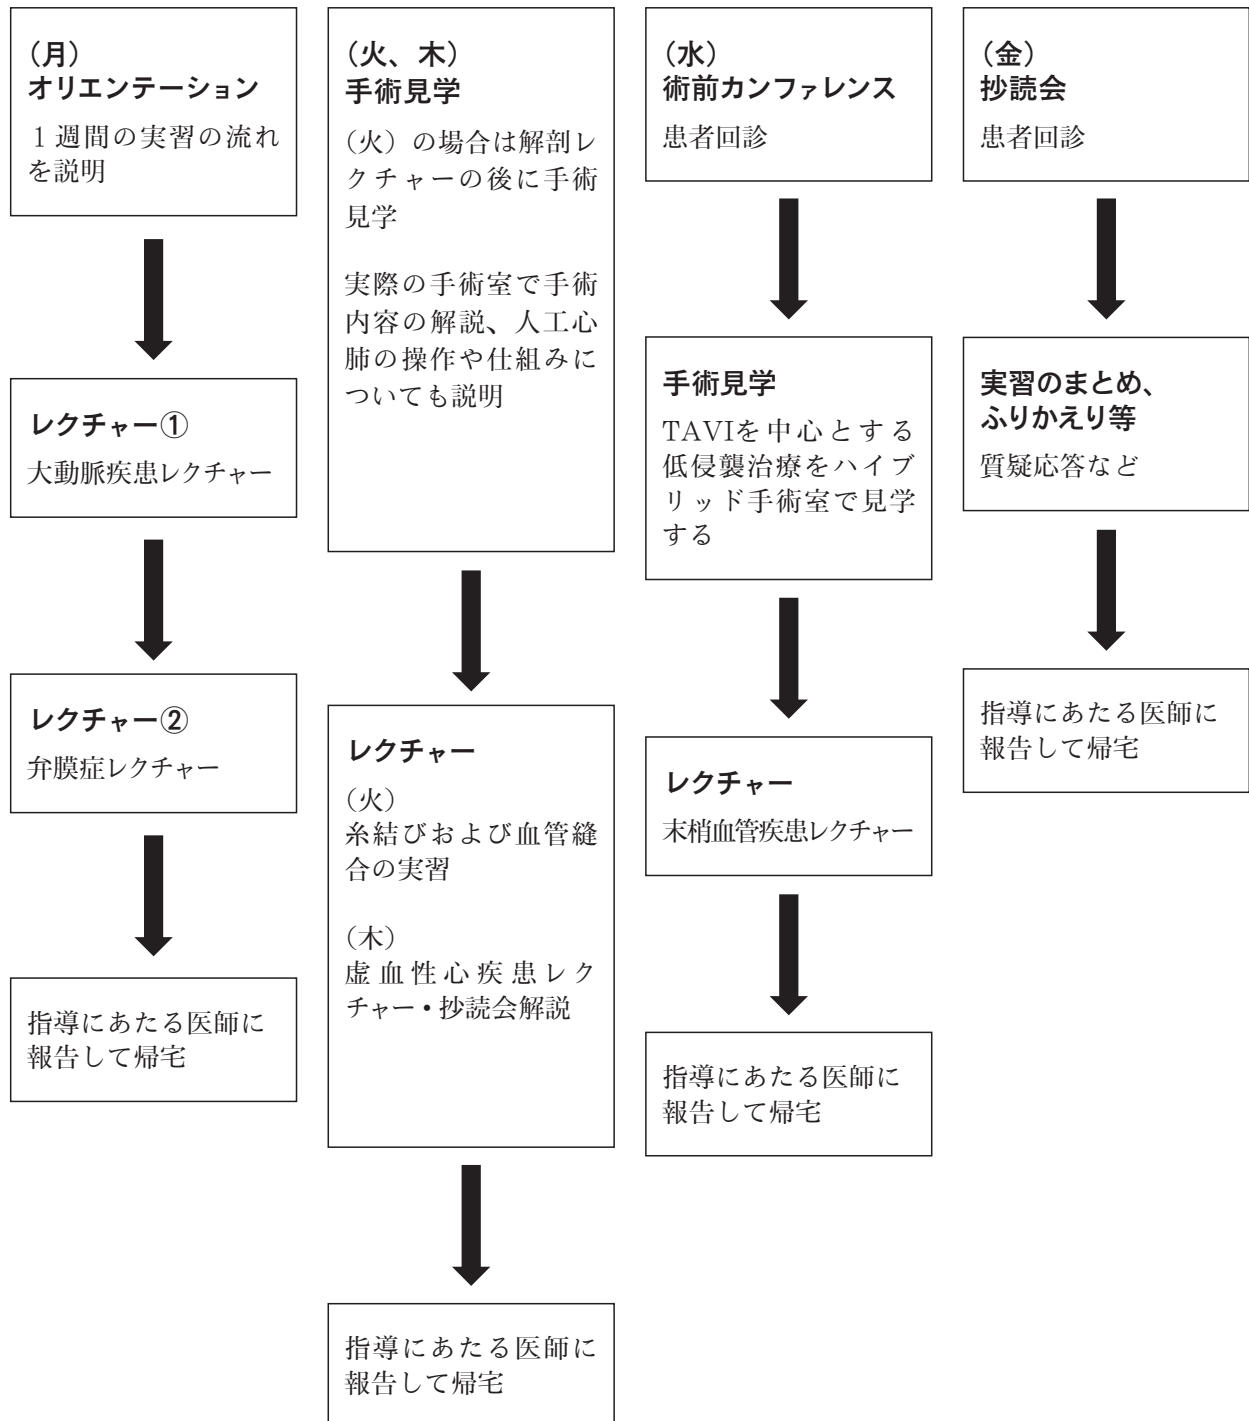 （月）
オリエンテーション
１週間の実習の流れ
を説明
レクチャー①
大動脈疾患レクチャー
レクチャー②
弁膜症レクチャー
指導にあたる医師に
報告して帰宅
（火、木）
手術見学
（火）の場合は解剖レ
クチャーの後に手術
見学
実際の手術室で手術
内容の解説、人工心
肺の操作や仕組みに
ついても説明
レクチャー
（火）
糸結びおよび血管縫
合の実習
（木）
虚血性心疾患レク
チャー・抄読会解説
指導にあたる医師に
報告して帰宅
（水）
術前カンファレンス
患者回診
手術見学
TAVIを中心とする
低侵襲治療をハイブ
リッド手術室で見学
する
レクチャー
末梢血管疾患レクチャー
指導にあたる医師に
報告して帰宅
（金）
抄読会
患者回診
実習のまとめ、
ふりかえり等
質疑応答など
指導にあたる医師に
報告して帰宅